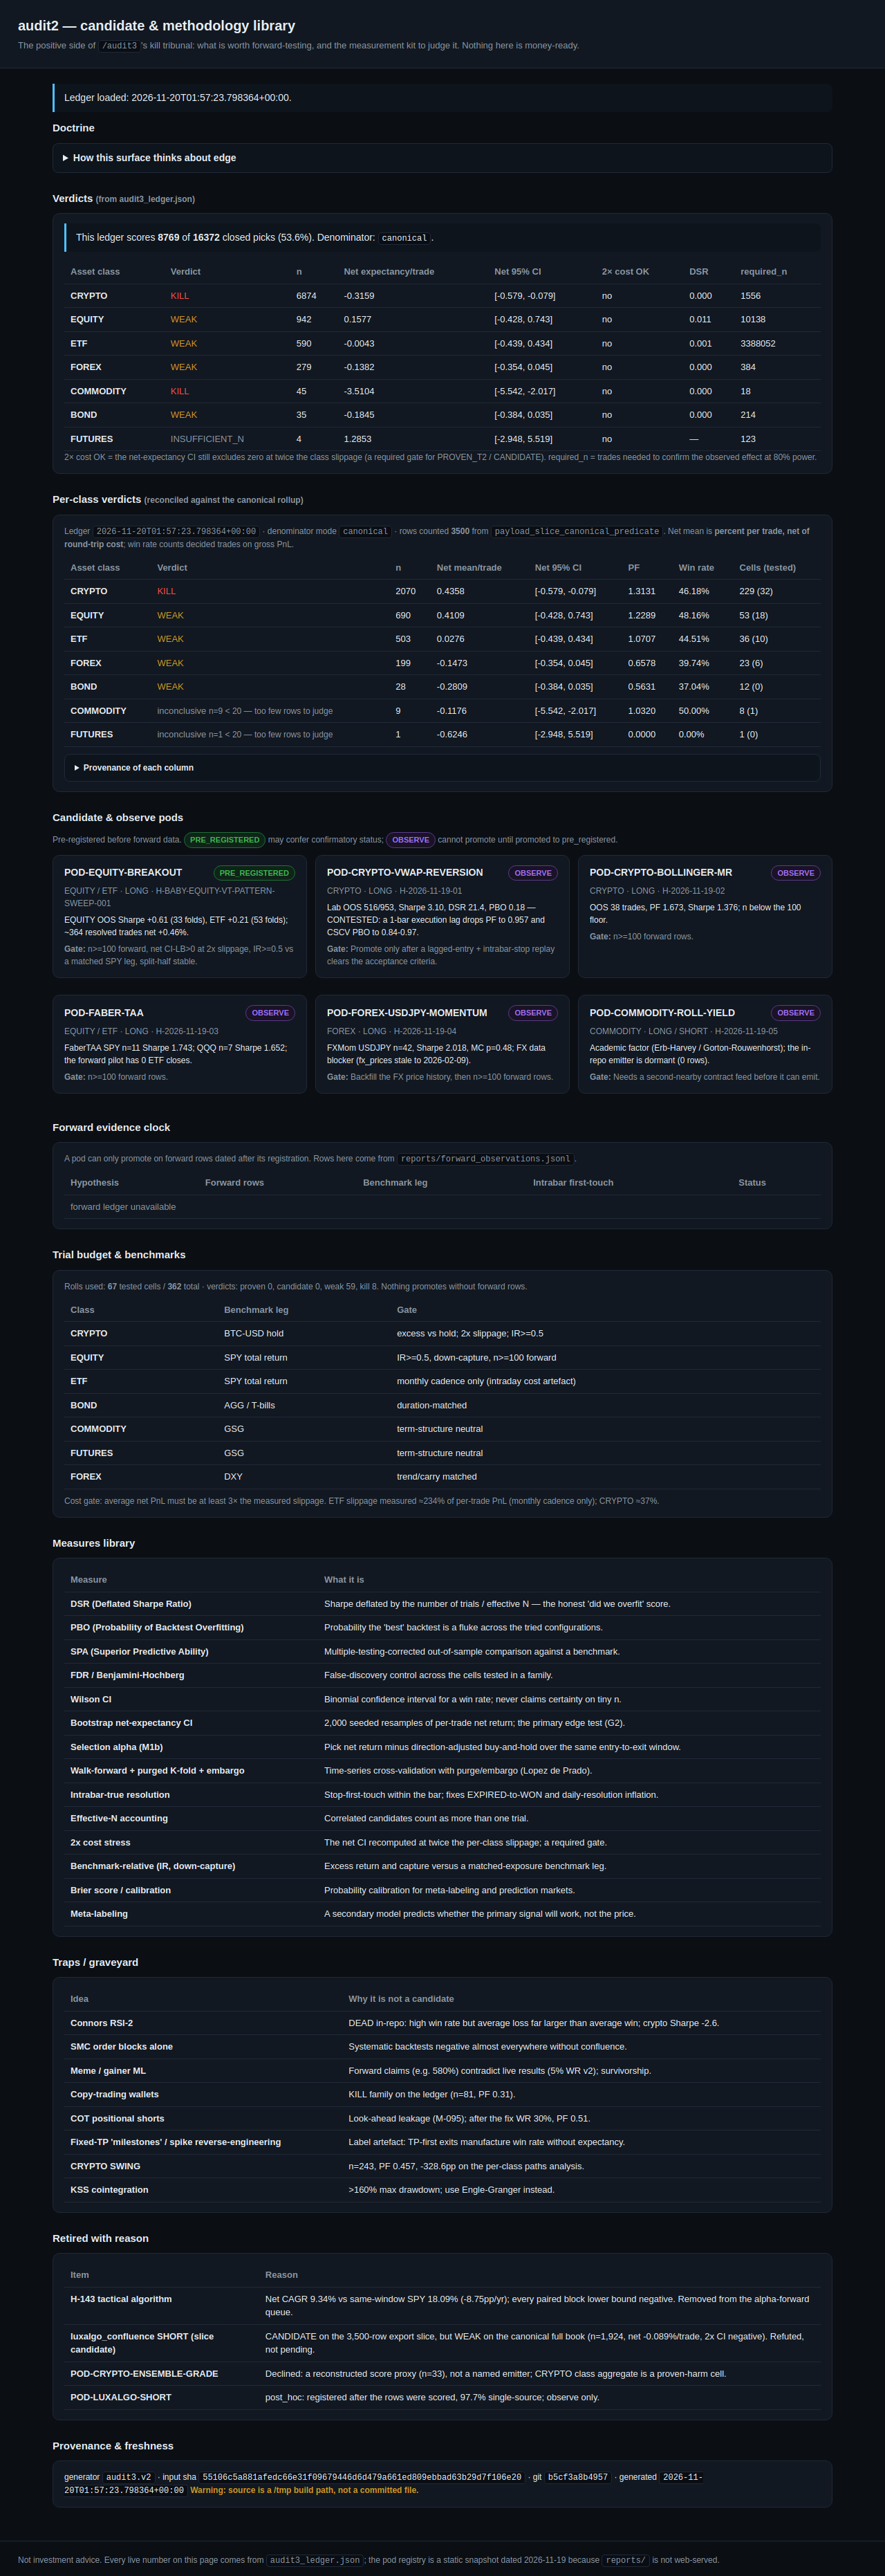 audit2 — candidate & methodology library
The positive side of /audit3 's kill tribunal: what is worth forward-testing, and the measurement kit to judge it. Nothing here is money-ready.
Ledger loaded: 2026-11-20T01:57:23.798364+00:00.
Doctrine
▶ How this surface thinks about edge
Verdicts (from audit3_ledger.json)
This ledger scores 8769 of 16372 closed picks (53.6%). Denominator: canonical .
Asset class Verdict n Net expectancy/trade Net 95% CI 2× cost OK DSR required_n
CRYPTO KILL 6874 -0.3159 [-0.579, -0.079] no 0.000 1556
EQUITY WEAK 942 0.1577 [-0.428, 0.743] no 0.011 10138
ETF WEAK 590 -0.0043 [-0.439, 0.434] no 0.001 3388052
FOREX WEAK 279 -0.1382 [-0.354, 0.045] no 0.000 384
COMMODITY KILL 45 -3.5104 [-5.542, -2.017] no 0.000 18
BOND WEAK 35 -0.1845 [-0.384, 0.035] no 0.000 214
FUTURES INSUFFICIENT_N 4 1.2853 [-2.948, 5.519] no — 123
2× cost OK = the net-expectancy CI still excludes zero at twice the class slippage (a required gate for PROVEN_T2 / CANDIDATE). required_n = trades needed to confirm the observed effect at 80% power.
Per-class verdicts (reconciled against the canonical rollup)
Ledger 2026-11-20T01:57:23.798364+00:00 · denominator mode canonical · rows counted 3500 from payload_slice_canonical_predicate . Net mean is percent per trade, net of
round-trip cost; win rate counts decided trades on gross PnL.
Asset class Verdict n Net mean/trade Net 95% CI PF Win rate Cells (tested)
CRYPTO KILL 2070 0.4358 [-0.579, -0.079] 1.3131 46.18% 229 (32)
EQUITY WEAK 690 0.4109 [-0.428, 0.743] 1.2289 48.16% 53 (18)
ETF WEAK 503 0.0276 [-0.439, 0.434] 1.0707 44.51% 36 (10)
FOREX WEAK 199 -0.1473 [-0.354, 0.045] 0.6578 39.74% 23 (6)
BOND WEAK 28 -0.2809 [-0.384, 0.035] 0.5631 37.04% 12 (0)
COMMODITY inconclusive n=9 < 20 — too few rows to judge 9 -0.1176 [-5.542, -2.017] 1.0320 50.00% 8 (1)
FUTURES inconclusive n=1 < 20 — too few rows to judge 1 -0.6246 [-2.948, 5.519] 0.0000 0.00% 1 (0)
▶ Provenance of each column
Candidate & observe pods
Pre-registered before forward data. PRE_REGISTERED may confer confirmatory status; OBSERVE cannot promote until promoted to pre_registered.
POD-EQUITY-BREAKOUT PRE_REGISTERED
EQUITY / ETF · LONG · H-BABY-EQUITY-VT-PATTERN-
SWEEP-001
EQUITY OOS Sharpe +0.61 (33 folds), ETF +0.21 (53 folds);
~364 resolved trades net +0.46%.
Gate: n>=100 forward, net CI-LB>0 at 2x slippage, IR>=0.5 vs
a matched SPY leg, split-half stable.
POD-CRYPTO-VWAP-REVERSION OBSERVE
CRYPTO · LONG · H-2026-11-19-01
Lab OOS 516/953, Sharpe 3.10, DSR 21.4, PBO 0.18 —
CONTESTED: a 1-bar execution lag drops PF to 0.957 and
CSCV PBO to 0.84-0.97.
Gate: Promote only after a lagged-entry + intrabar-stop replay
clears the acceptance criteria.
POD-CRYPTO-BOLLINGER-MR OBSERVE
CRYPTO · LONG · H-2026-11-19-02
OOS 38 trades, PF 1.673, Sharpe 1.376; n below the 100
floor.
Gate: n>=100 forward rows.
POD-FABER-TAA OBSERVE
EQUITY / ETF · LONG · H-2026-11-19-03
FaberTAA SPY n=11 Sharpe 1.743; QQQ n=7 Sharpe 1.652;
the forward pilot has 0 ETF closes.
Gate: n>=100 forward rows.
POD-FOREX-USDJPY-MOMENTUM OBSERVE
FOREX · LONG · H-2026-11-19-04
FXMom USDJPY n=42, Sharpe 2.018, MC p=0.48; FX data
blocker (fx_prices stale to 2026-02-09).
Gate: Backfill the FX price history, then n>=100 forward rows.
POD-COMMODITY-ROLL-YIELD OBSERVE
COMMODITY · LONG / SHORT · H-2026-11-19-05
Academic factor (Erb-Harvey / Gorton-Rouwenhorst); the in-
repo emitter is dormant (0 rows).
Gate: Needs a second-nearby contract feed before it can emit.
Forward evidence clock
A pod can only promote on forward rows dated after its registration. Rows here come from reports/forward_observations.jsonl .
Hypothesis Forward rows Benchmark leg Intrabar first-touch Status
forward ledger unavailable
Trial budget & benchmarks
Rolls used: 67 tested cells / 362 total · verdicts: proven 0, candidate 0, weak 59, kill 8. Nothing promotes without forward rows.
Class Benchmark leg Gate
CRYPTO BTC-USD hold excess vs hold; 2x slippage; IR>=0.5
EQUITY SPY total return IR>=0.5, down-capture, n>=100 forward
ETF SPY total return monthly cadence only (intraday cost artefact)
BOND AGG / T-bills duration-matched
COMMODITY GSG term-structure neutral
FUTURES GSG term-structure neutral
FOREX DXY trend/carry matched
Cost gate: average net PnL must be at least 3× the measured slippage. ETF slippage measured ≈234% of per-trade PnL (monthly cadence only); CRYPTO ≈37%.
Measures library
Measure What it is
DSR (Deflated Sharpe Ratio) Sharpe deflated by the number of trials / effective N — the honest 'did we overfit' score.
PBO (Probability of Backtest Overfitting) Probability the 'best' backtest is a fluke across the tried configurations.
SPA (Superior Predictive Ability) Multiple-testing-corrected out-of-sample comparison against a benchmark.
FDR / Benjamini-Hochberg False-discovery control across the cells tested in a family.
Wilson CI Binomial confidence interval for a win rate; never claims certainty on tiny n.
Bootstrap net-expectancy CI 2,000 seeded resamples of per-trade net return; the primary edge test (G2).
Selection alpha (M1b) Pick net return minus direction-adjusted buy-and-hold over the same entry-to-exit window.
Walk-forward + purged K-fold + embargo Time-series cross-validation with purge/embargo (Lopez de Prado).
Intrabar-true resolution Stop-first-touch within the bar; fixes EXPIRED-to-WON and daily-resolution inflation.
Effective-N accounting Correlated candidates count as more than one trial.
2x cost stress The net CI recomputed at twice the per-class slippage; a required gate.
Benchmark-relative (IR, down-capture) Excess return and capture versus a matched-exposure benchmark leg.
Brier score / calibration Probability calibration for meta-labeling and prediction markets.
Meta-labeling A secondary model predicts whether the primary signal will work, not the price.
Traps / graveyard
Idea Why it is not a candidate
Connors RSI-2 DEAD in-repo: high win rate but average loss far larger than average win; crypto Sharpe -2.6.
SMC order blocks alone Systematic backtests negative almost everywhere without confluence.
Meme / gainer ML Forward claims (e.g. 580%) contradict live results (5% WR v2); survivorship.
Copy-trading wallets KILL family on the ledger (n=81, PF 0.31).
COT positional shorts Look-ahead leakage (M-095); after the fix WR 30%, PF 0.51.
Fixed-TP 'milestones' / spike reverse-engineering Label artefact: TP-first exits manufacture win rate without expectancy.
CRYPTO SWING n=243, PF 0.457, -328.6pp on the per-class paths analysis.
KSS cointegration >160% max drawdown; use Engle-Granger instead.
Retired with reason
Item Reason
H-143 tactical algorithm Net CAGR 9.34% vs same-window SPY 18.09% (-8.75pp/yr); every paired block lower bound negative. Removed from the alpha-forward
queue.
luxalgo_confluence SHORT (slice
candidate) CANDIDATE on the 3,500-row export slice, but WEAK on the canonical full book (n=1,924, net -0.089%/trade, 2x CI negative). Refuted,
not pending.
POD-CRYPTO-ENSEMBLE-GRADE Declined: a reconstructed score proxy (n=33), not a named emitter; CRYPTO class aggregate is a proven-harm cell.
POD-LUXALGO-SHORT post_hoc: registered after the rows were scored, 97.7% single-source; observe only.
Provenance & freshness
generator audit3.v2 · input sha 55106c5a881afedc66e31f09679446d6d479a661ed809ebbad63b29d7f106e20 · git b5cf3a8b4957 · generated 2026-11-
20T01:57:23.798364+00:00 Warning: source is a /tmp build path, not a committed file.
Not investment advice. Every live number on this page comes from audit3_ledger.json ; the pod registry is a static snapshot dated 2026-11-19 because reports/ is not web-served.